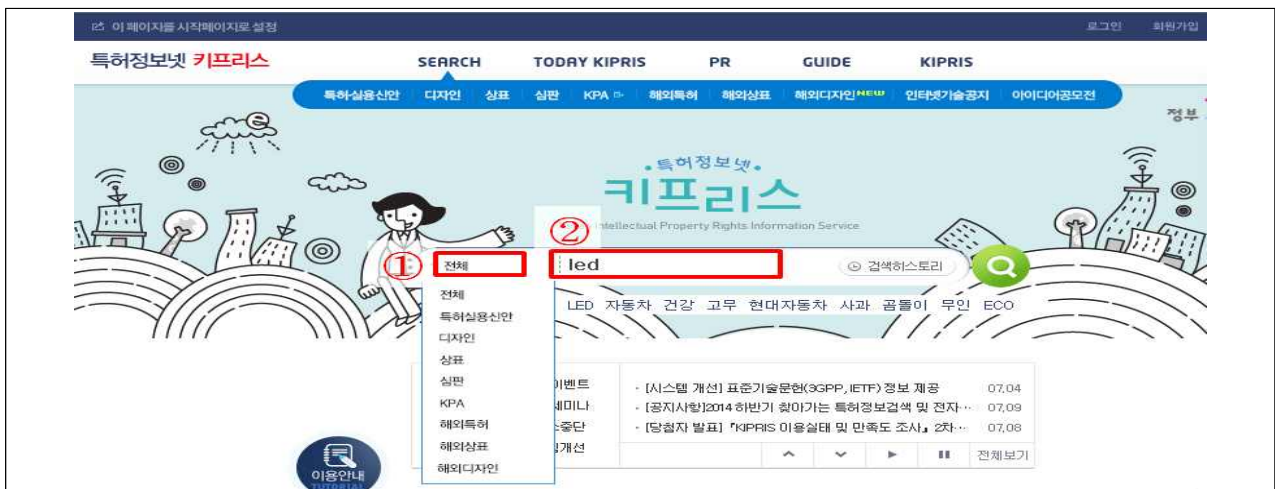 이 페이지를 시작페이지로 설정 로그인 회원가입
특허정보넷 키프리스 SEARCH TODAY KIPRIS PR GUIDE KIPRIS
특허·실용신안 디자인 상표 심판 KPA 해외특허 해외상표 해외디자인 NEW 인터넷기술공지 아이디어공모전
정부
특허정보넷
키프리스
Intellectual Property Rights Information Service
① 전체 ② led 검색히스토리
전체
LED 자동차 건강 고무 현대자동차 사과 곰돌이 무인 ECO
특허실용신안
디자인
상표
심판
KPA
해외특허
해외상표
해외디자인
이벤트
세미나
중단
개선
· [시스템 개선] 표준기술문헌(3GPP, IETF) 정보 제공 07.04
· [공지사항]2014 하반기 찾아가는 특허정보검색 및 전자… 07.09
· [당첨자 발표] 『KIPRIS 이용실태 및 만족도 조사』 2차… 07.08
전체보기
이용안내
TUTORIAL